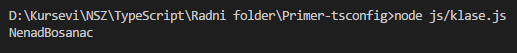 D:\Kursevi\NSZ\TypeScript\Radni folder\Primer-tsconfig>node js/klase.js
NenadBosanac